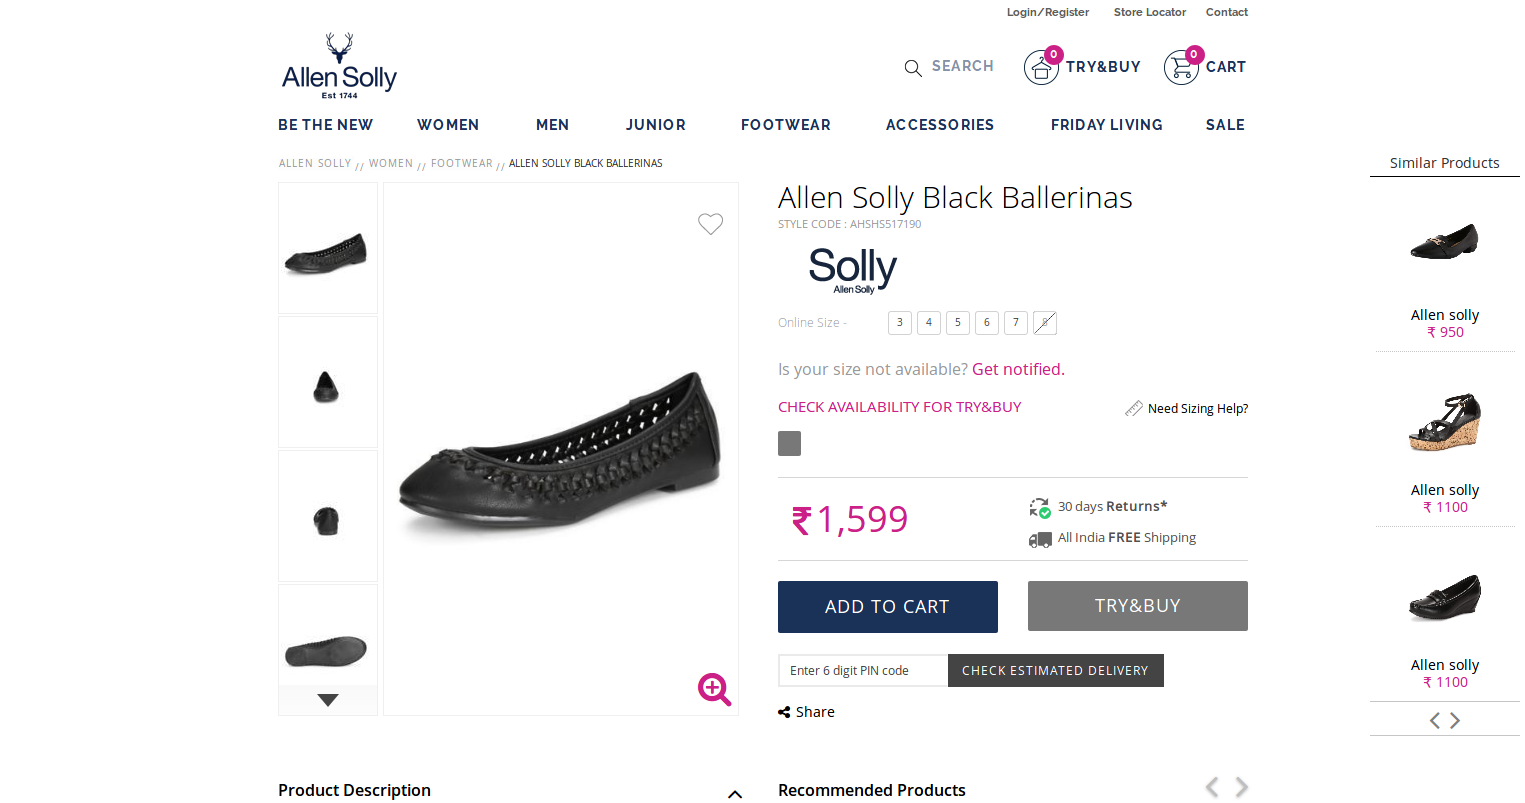 Login/Register Store Locator Contact
Allen Solly
Est 1744
SEARCH 0 TRY&BUY 0 CART
BE THE NEW WOMEN MEN JUNIOR FOOTWEAR ACCESSORIES FRIDAY LIVING SALE
ALLEN SOLLY // WOMEN // FOOTWEAR // ALLEN SOLLY BLACK BALLERINAS
Similar Products
Allen Solly Black Ballerinas
STYLE CODE : AHSHS517190
Solly
Allen Solly
Online Size - 3 4 5 6 7 8
Allen solly
₹ 950
Is your size not available? Get notified.
CHECK AVAILABILITY FOR TRY&BUY Need Sizing Help?
Allen solly
₹ 1100
₹1,599
30 days Returns*
All India FREE Shipping
ADD TO CART TRY&BUY
Enter 6 digit PIN code CHECK ESTIMATED DELIVERY
Allen solly
₹ 1100
Share
Product Description Recommended Products